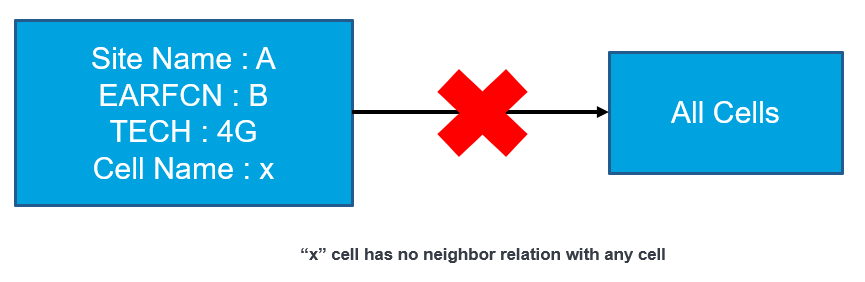 Site Name : A
EARFCN : B
TECH : 4G
Cell Name : x
All Cells
“x” cell has no neighbor relation with any cell